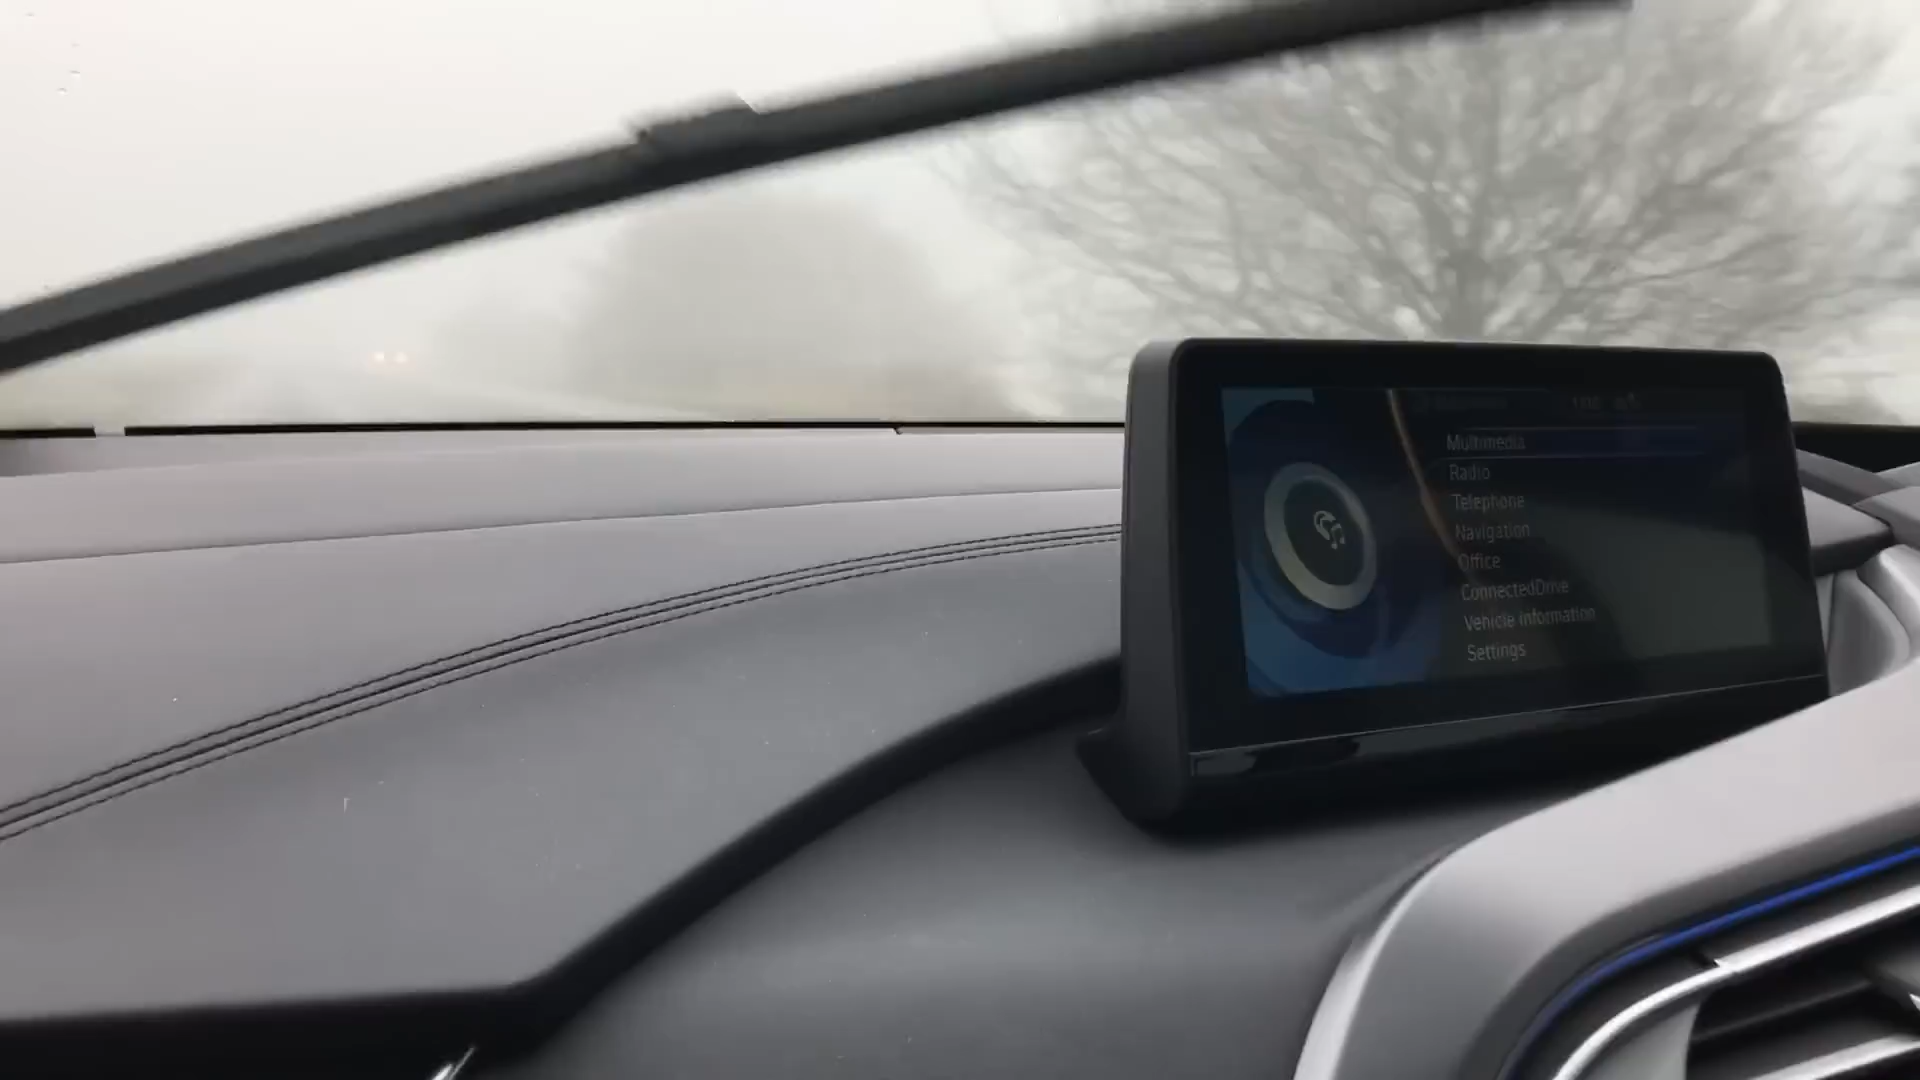 Multimedia
Radio
Telephone
Navigation
Office
ConnectedDrive
Vehicle information
Settings